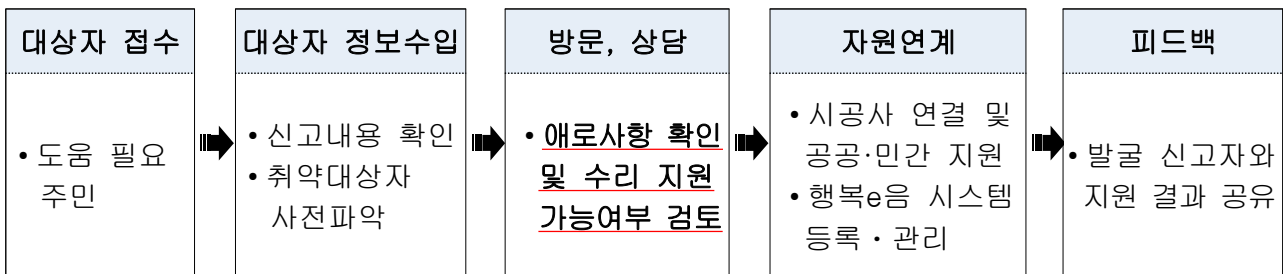 대상자 접수
• 도움 필요
주민
대상자 정보수입
• 신고내용 확인
• 취약대상자
사전파악
방문, 상담
• 애로사항 확인
및 수리 지원
가능여부 검토
자원연계
• 시공사 연결 및
공공·민간 지원
• 행복e음 시스템
등록・관리
피드백
• 발굴 신고자와
지원 결과 공유